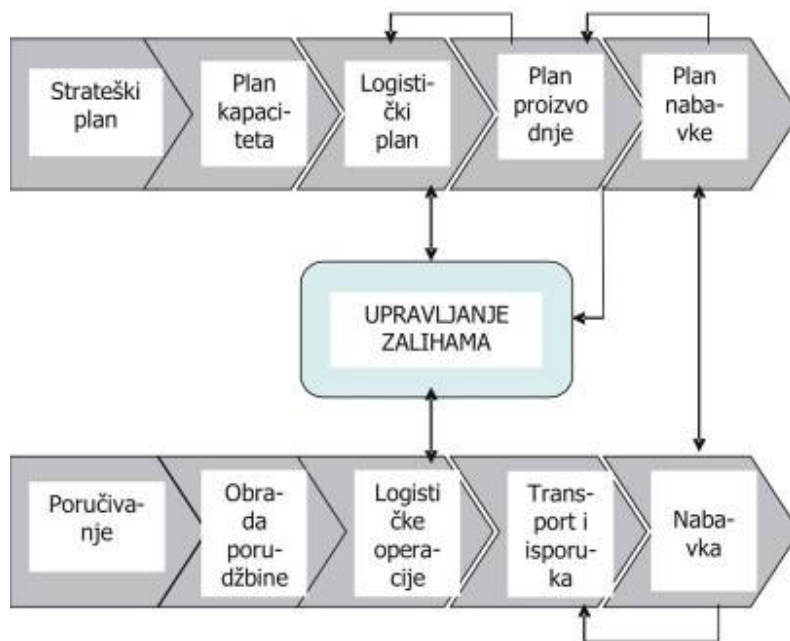 Strateški
plan
Plan
kapaci-
teta
Logisti-
čki
plan
Plan
proizvo
dnje
Plan
naba-
vke
UPRAVLJANJE
ZALIHAMA
Poručiva-
nje
Obra-
da
poru-
džbine
Logisti
čke
opera-
cije
Trans-
port i
isporu-
ka
Naba-
vka